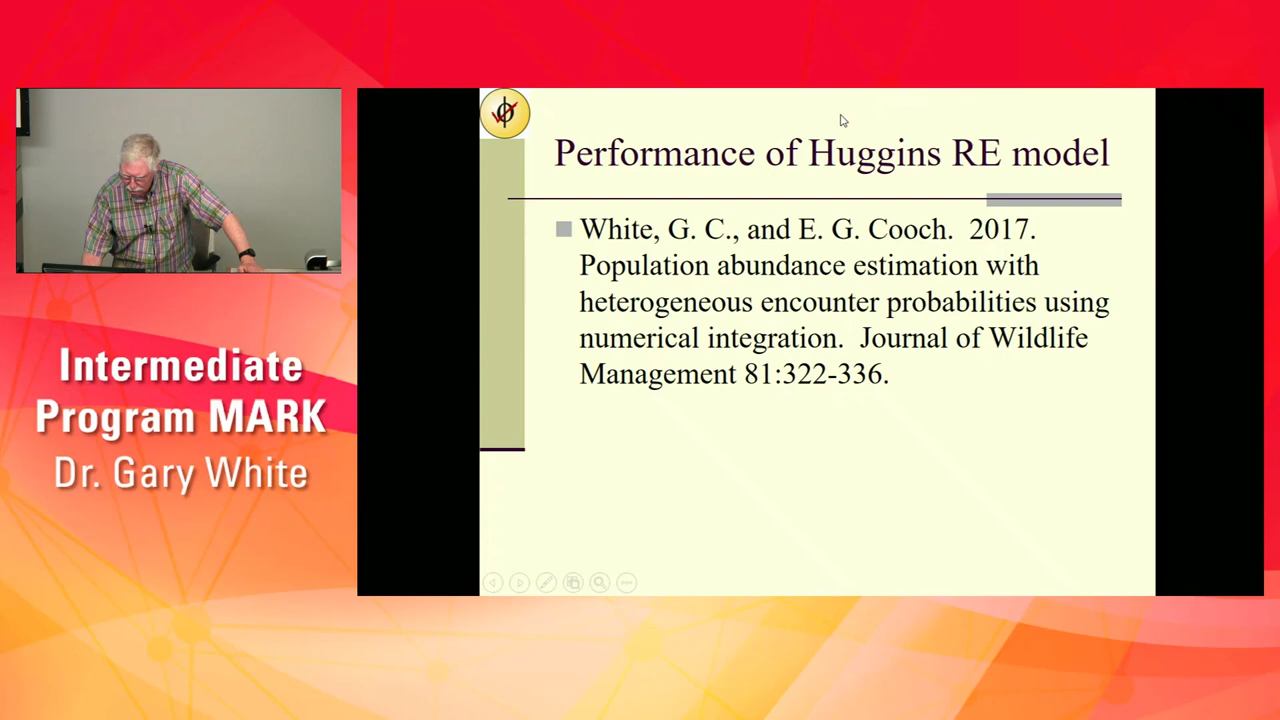 Performance of Huggins RE model
White, G. C., and E. G. Cooch. 2017.
Population abundance estimation with
heterogeneous encounter probabilities using
numerical integration. Journal of Wildlife
Management 81:322-336.
Intermediate
Program MARK
Dr. Gary White